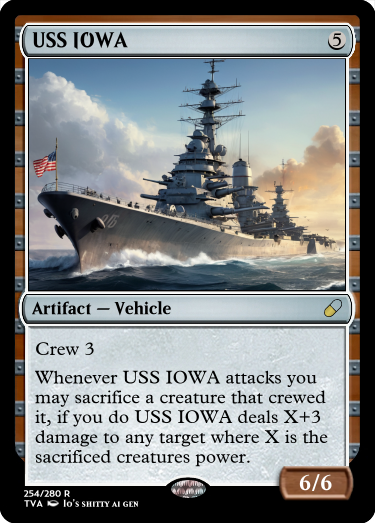 USS IOWA 5
Artifact — Vehicle
Crew 3
Whenever USS IOWA attacks you
may sacrifice a creature that crewed
it, if you do USS IOWA deals X+3
damage to any target where X is the
sacrificed creatures power.
6/6
254/280 R
TVA Io's SHITTY AI GEN